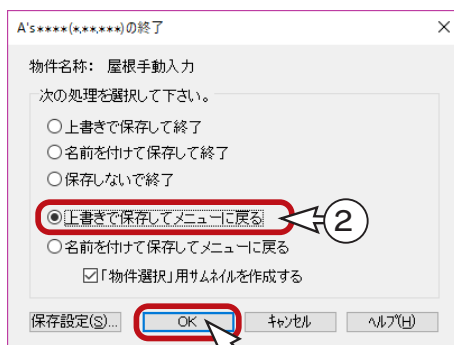 A's****(*,**,***)の終了
物件名称： 屋根手動入力
次の処理を選択して下さい。
上書きで保存して終了
名前を付けて保存して終了
保存しないで終了
上書きで保存してメニューに戻る
2
名前を付けて保存してメニューに戻る
「物件選択」用サムネイルを作成する
保存設定(S)... OK キャンセル ヘルプ(H)